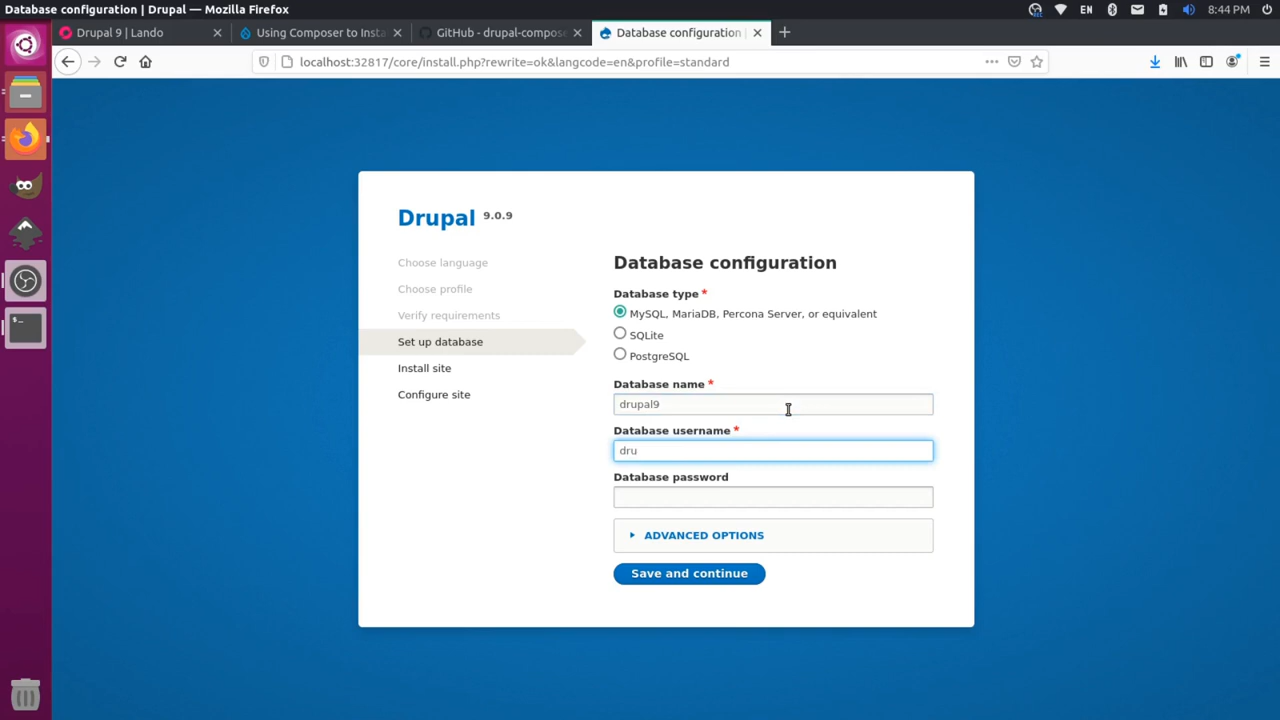 Database configuration | Drupal — Mozilla Firefox
EN
8:44 PM
Drupal 9 | Lando
Using Composer to Insta
GitHub - drupal-compose
Database configuration |
localhost:32817/core/install.php?rewrite=ok&langcode=en&profile=standard
Drupal 9.0.9
Choose language
Choose profile
Verify requirements
Set up database
Install site
Configure site
Database configuration
Database type *
MySQL, MariaDB, Percona Server, or equivalent
SQLite
PostgreSQL
Database name *
drupal9
Database username *
dru
Database password
ADVANCED OPTIONS
Save and continue